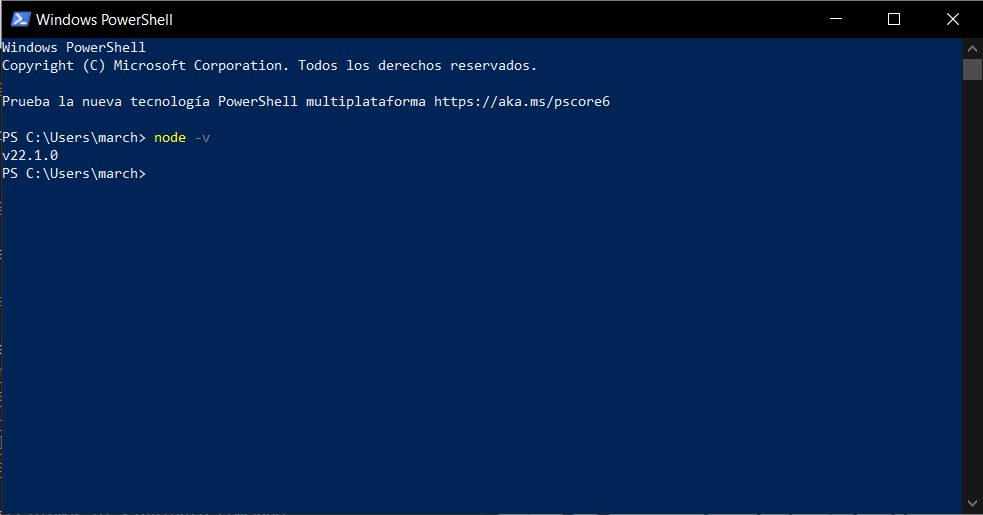 Windows PowerShell
Windows PowerShell
Copyright (C) Microsoft Corporation. Todos los derechos reservados.
Prueba la nueva tecnología PowerShell multiplataforma https://aka.ms/pscore6
PS C:\Users\march> node -v
v22.1.0
PS C:\Users\march>